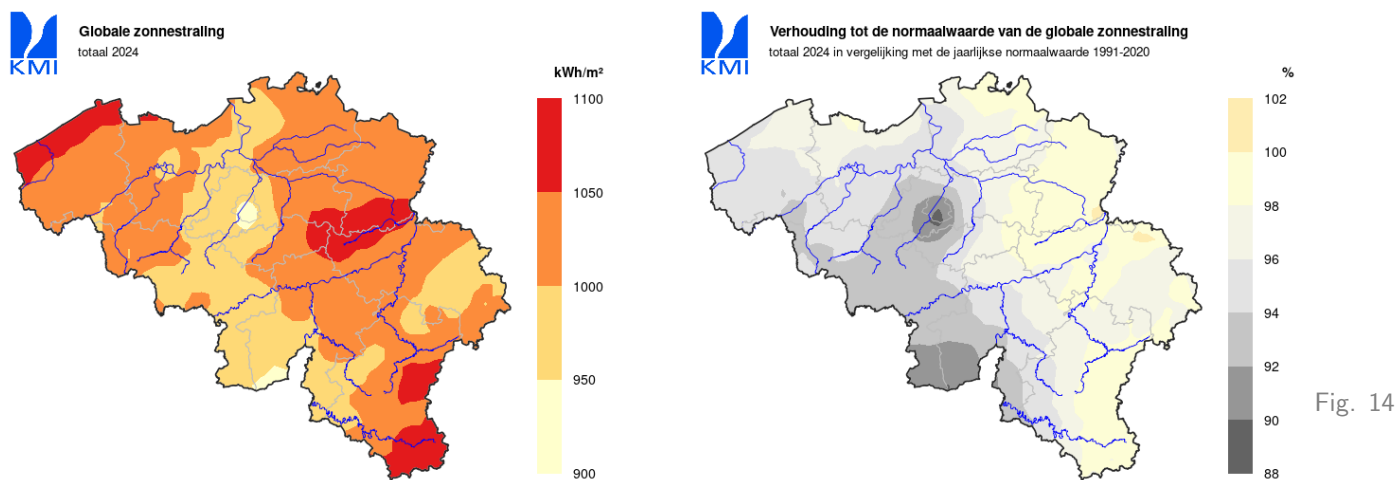 KMI
Globale zonnestraling
totaal 2024
kWh/m²
1100
1050
1000
950
900
KMI
Verhouding tot de normaalwaarde van de globale zonnestraling
totaal 2024 in vergelijking met de jaarlijkse normaalwaarde 1991-2020
%
102
100
98
96
94
92
90
88
Fig. 14